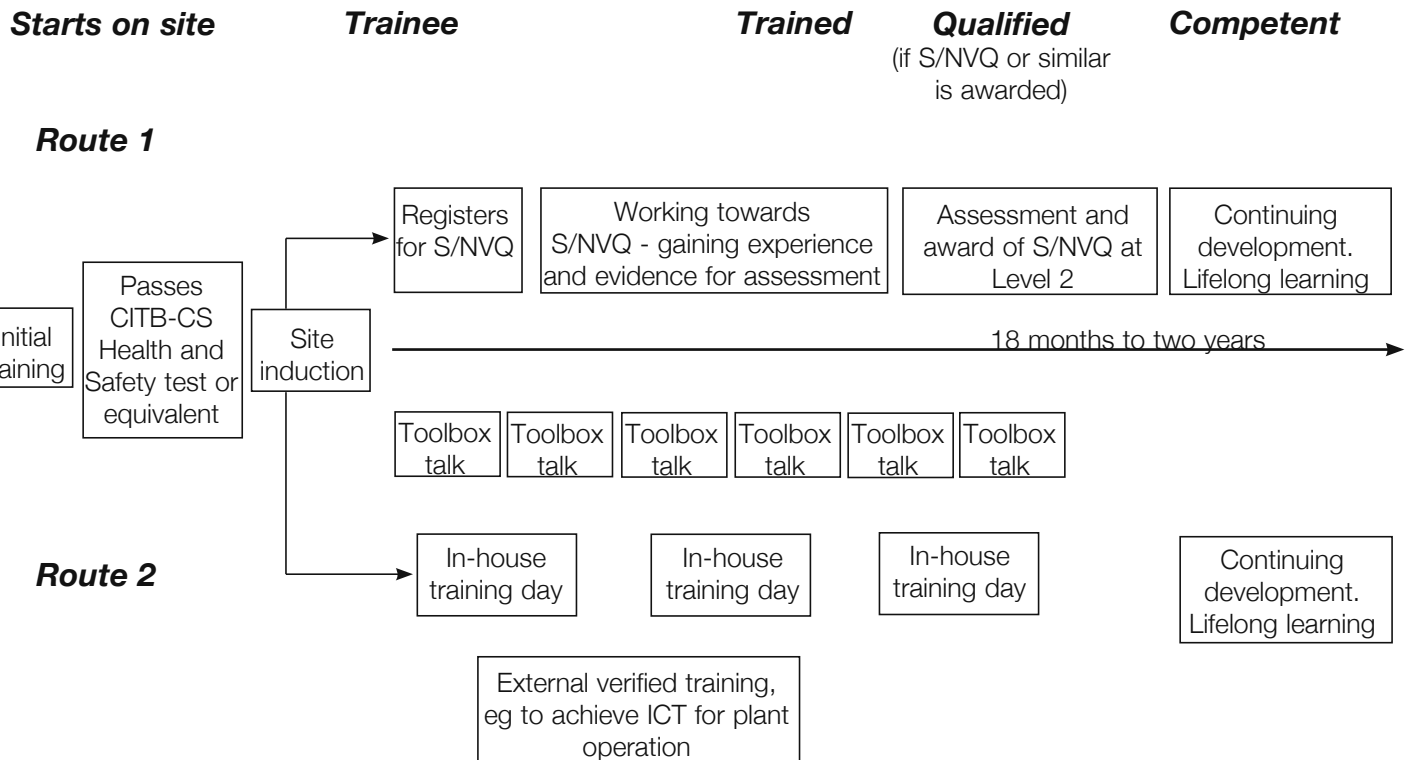 Starts on site
Trainee
Trained
Qualified
(if S/NVQ or similar
is awarded)
Competent
Route 1
Registers
for S/NVQ
Working towards
S/NVQ - gaining experience
and evidence for assessment
Assessment and
award of S/NVQ at
Level 2
Continuing
development.
Lifelong learning
nitial
aining
Passes
CITB-CS
Health and
Safety test or
equivalent
Site
induction
18 months to two years
Toolbox
talk
Toolbox
talk
Toolbox
talk
Toolbox
talk
Toolbox
talk
Toolbox
talk
Route 2
In-house
training day
In-house
training day
In-house
training day
Continuing
development.
Lifelong learning
External verified training,
eg to achieve ICT for plant
operation